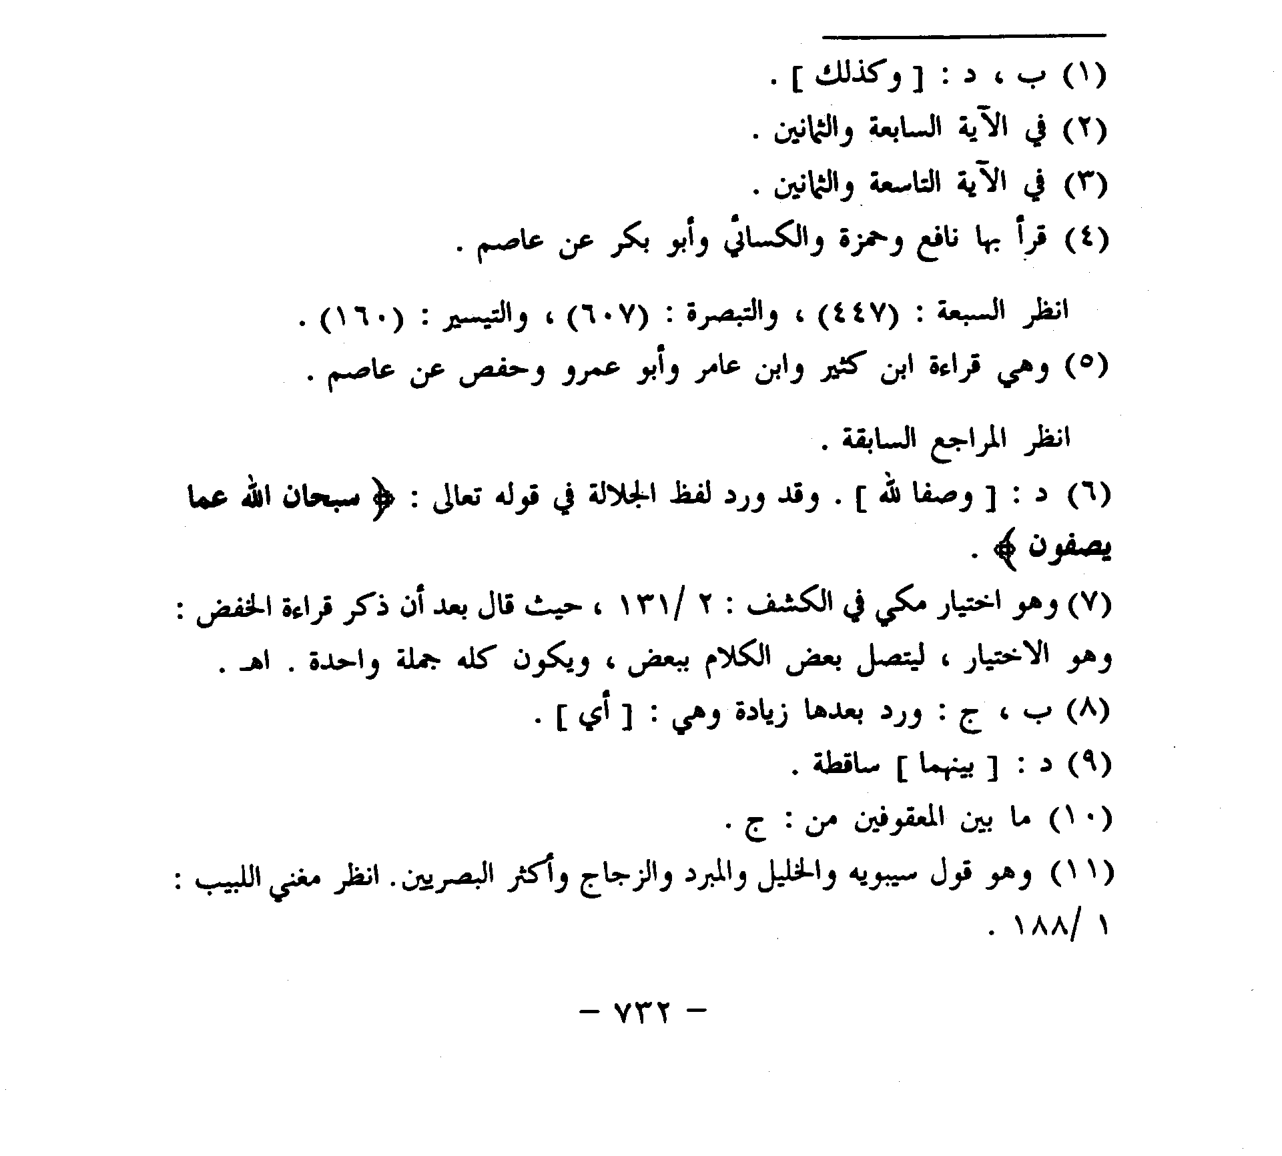 (١) ب ، د : [ وكذلك ] .
(٢) في الآية السابعة والثمانين .
(٣) في الآية التاسعة والثمانين .
(٤) قرأ بها نافع وحمزة والكسائي وأبو بكر عن عاصم .
انظر السبعة : (٤٤٧) ، والتبصرة : (٦٠٧) ، والتيسير : (١٦٠) .
(٥) وهي قراءة ابن كثير وابن عامر وأبو عمرو وحفص عن عاصم .
انظر المراجع السابقة .
(٦) د : [ وصفا لله ] . وقد ورد لفظ الجلالة في قوله تعالى : ﴿ سبحان الله عما
يصفون ﴾ .
(٧) وهو اختيار مكي في الكشف : ٢ /١٣١ ، حيث قال بعد أن ذكر قراءة الخفض :
وهو الاختيار ، ليتصل بعض الكلام ببعض ، ويكون كله جملة واحدة . اهـ .
(٨) ب ، ج : ورد بعدها زيادة وهي : [ أي ] .
(٩) د : [ بينهما ] ساقطة .
(١٠) ما بين المعقوفين من : ج .
(١١) وهو قول سيبويه والخليل والمبرد والزجاج وأكثر البصريين. انظر مغني اللبيب :
١ /١٨٨ .
– ٧٣٢ –